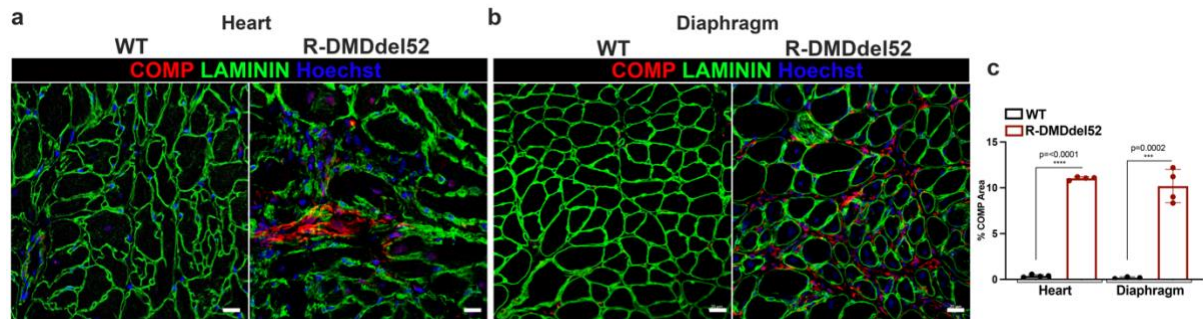 a
Heart
WT R-DMDdel52
COMP LAMININ Hoechst
b
Diaphragm
WT R-DMDdel52
COMP LAMININ Hoechst
c
WT
R-DMDdel52
p=<0.0001
****
p=0.0002
***
% COMP Area
15
10
5
0
Heart Diaphragm